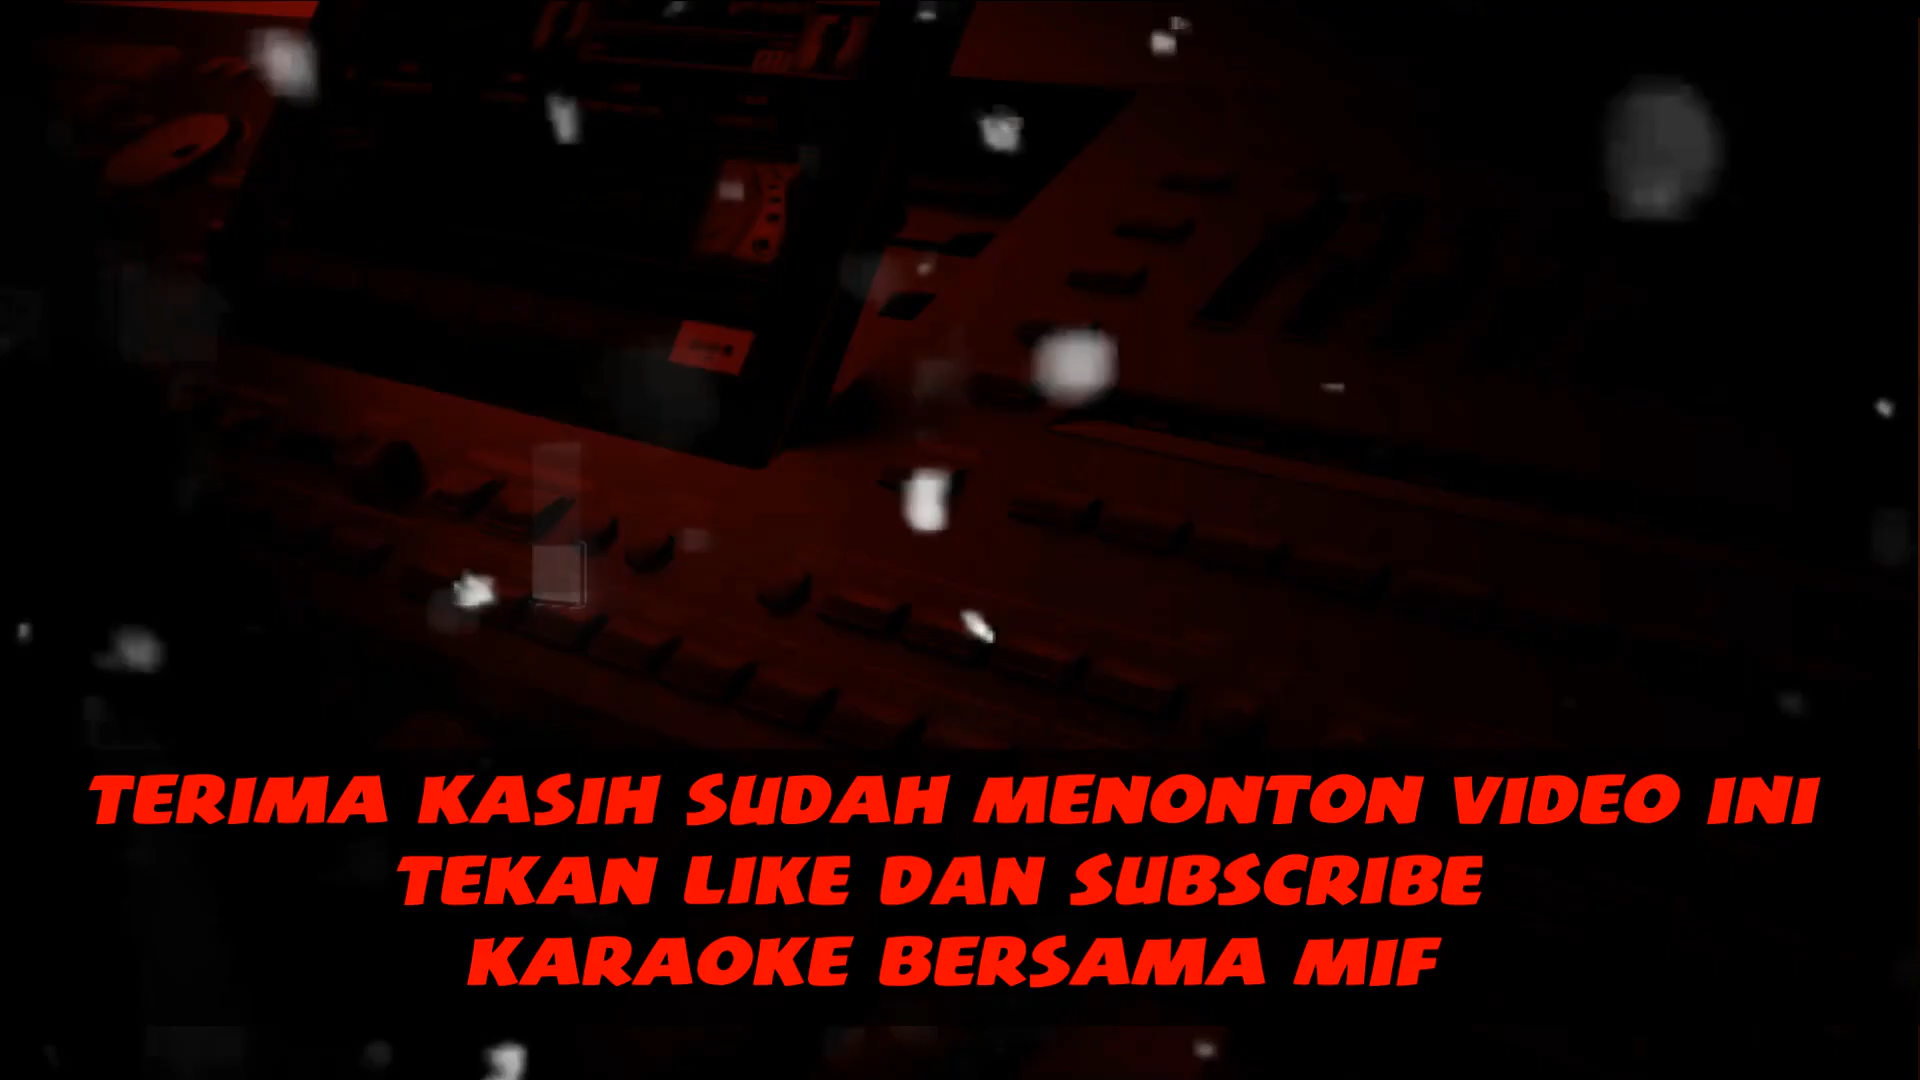 TERIMA KASIH SUDAH MENONTON VIDEO INI
TEKAN LIKE DAN SUBSCRIBE
KARAOKE BERSAMA MIF